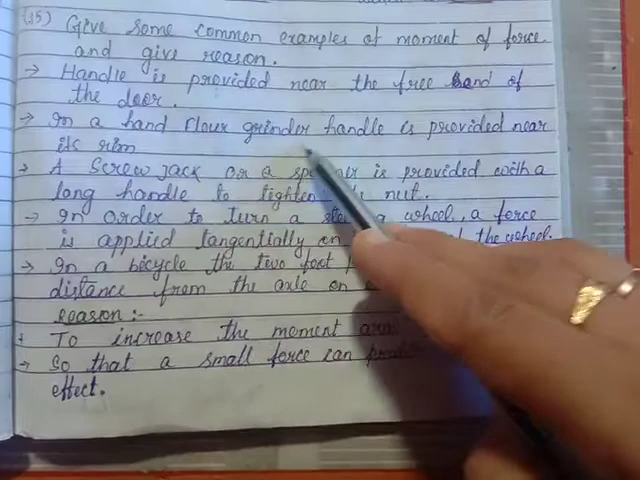 (25) Give some common examples of moment of force
and give reason.
→ Handle is provided near the free end of
the door.
→ In a hand flour grinder handle is provided near
its rim
→ A Screw jack or a is provided with a
long handle to tighten nut.
→ In order to turn a wheel, a force
is applied tangentially on the wheel.
→ In a bicycle the two foot
distance from the axle on
reason :-
→ To increase the moment
→ So that a small force can
effect.